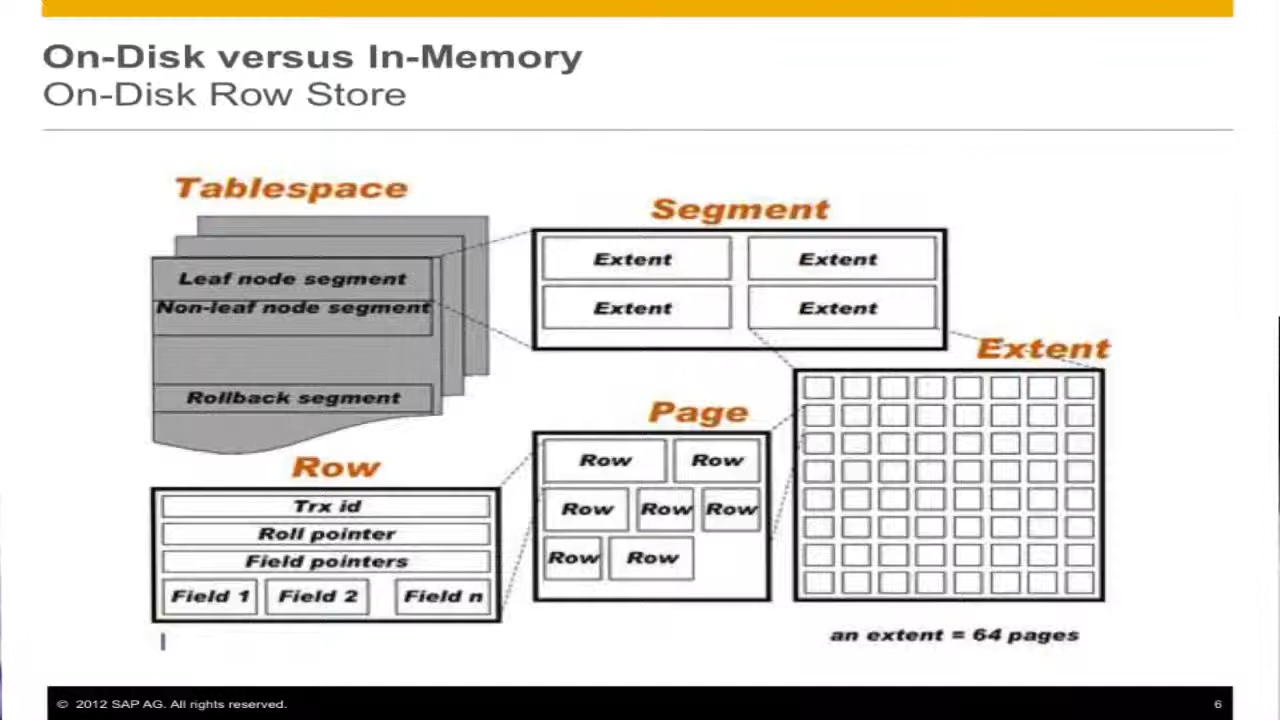 On-Disk versus In-Memory
On-Disk Row Store
Tablespace
Leaf node segment
Non-leaf node segment
Rollback segment
Segment
Extent Extent
Extent Extent
Extent
an extent = 64 pages
Page
Row Row
Row Row Row
Row Row
Row
Trx id
Roll pointer
Field pointers
Field 1 Field 2 Field n
© 2012 SAP AG. All rights reserved. 6